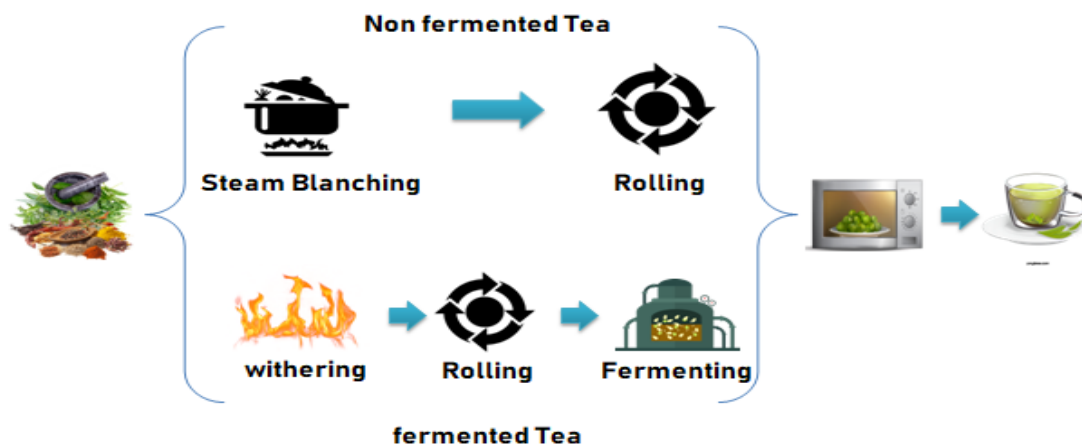 Non fermented Tea
Steam Blanching
Rolling
withering
Rolling
Fermenting
fermented Tea